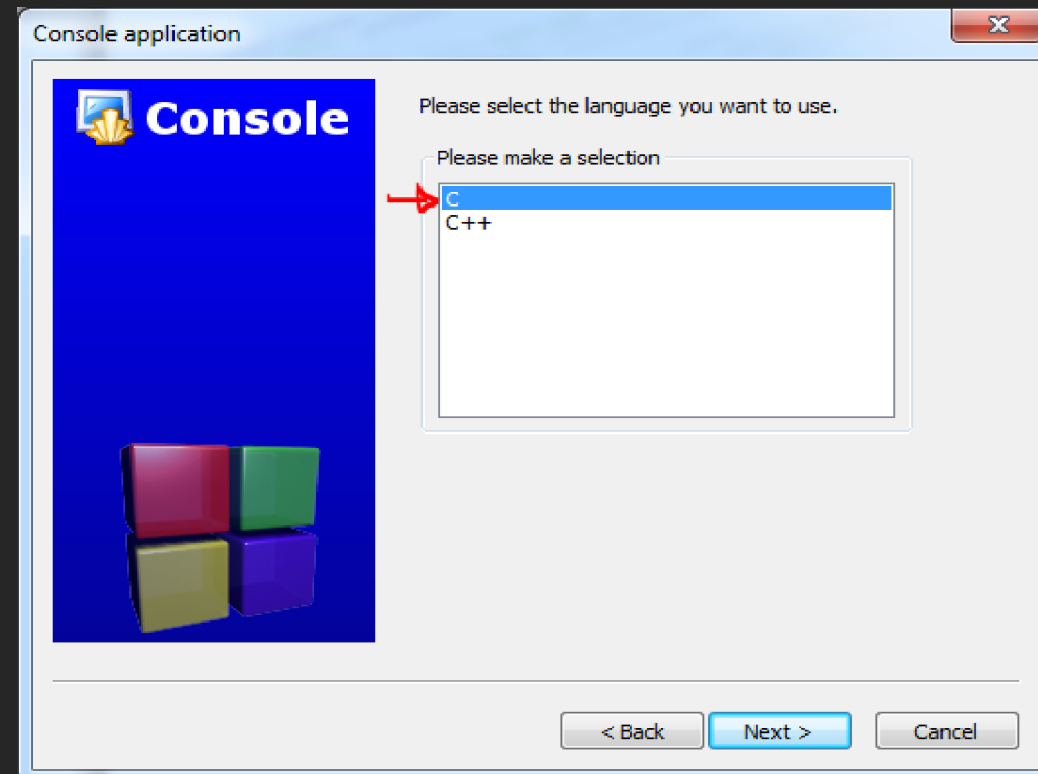 Console application
Console
Please select the language you want to use.
Please make a selection
C
C++
< Back
Next >
Cancel